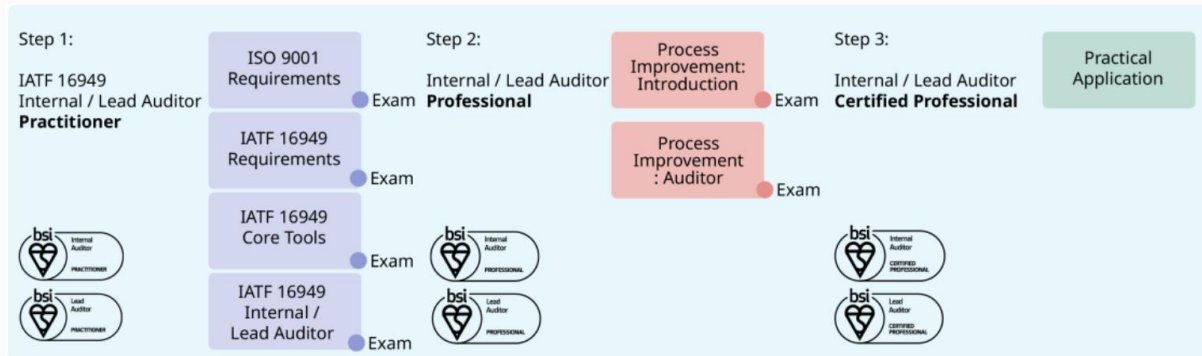 Step 1:
IATF 16949
Internal / Lead Auditor
Practitioner
ISO 9001
Requirements
Exam
IATF 16949
Requirements
Exam
IATF 16949
Core Tools
Exam
IATF 16949
Internal /
Lead Auditor
Exam
bsi
Internal
Auditor
PRACTITIONER
bsi
Lead
Auditor
PRACTITIONER
Step 2:
Internal / Lead Auditor
Professional
Process
Improvement:
Introduction
Exam
Process
Improvement
: Auditor
Exam
bsi
Internal
Auditor
PROFESSIONAL
bsi
Lead
Auditor
PROFESSIONAL
Step 3:
Internal / Lead Auditor
Certified Professional
Practical
Application
bsi
Internal
Auditor
CERTIFIED
PROFESSIONAL
bsi
Lead
Auditor
CERTIFIED
PROFESSIONAL